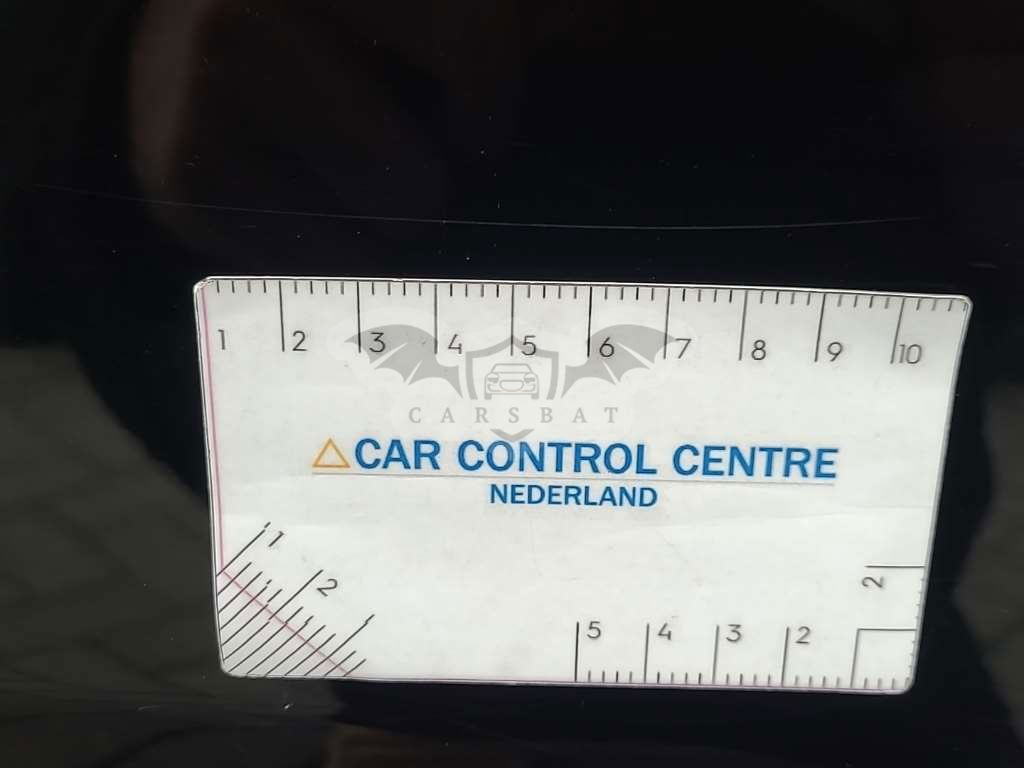 1 2 3 4 5 6 7 8 9 10
CARSBAT
CAR CONTROL CENTRE
NEDERLAND
1
2
2
5 4 3 2